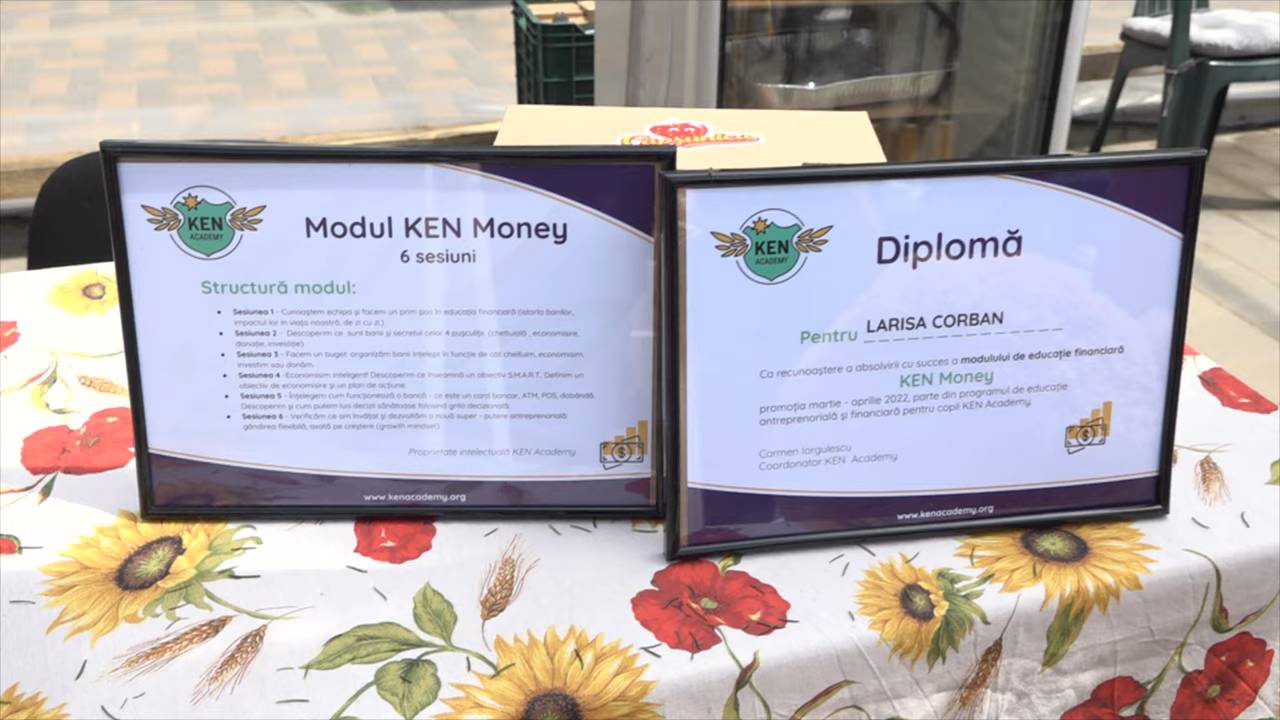 KEN
ACADEMY
Modul KEN Money
6 sesiuni
Structură modul:
Sesiunea 1 - Cunoaștem echipa și facem un prim pas în educația financiară (istoria banilor,
impactul lor în viața noastră, de zi cu zi.)
Sesiunea 2 - Descoperim ce sunt banii și secretul celor 4 pușculițe. (cheltuială, economisire,
donație, investiție)
Sesiunea 3 - Facem un buget: organizăm banii înțelept în funcție de cât cheltuim, economisim,
investim sau donăm.
Sesiunea 4 - Economisim inteligent! Descoperim ce înseamnă un obiectiv S.M.A.R.T., Definim un
obiectiv de economisire și un plan de acțiune.
Sesiunea 5 - Înțelegem cum funcționează o bancă - ce este un card bancar, ATM, POS, dobândă.
Descoperim și cum putem lua decizii sănătoase folosind grila decizională.
Sesiunea 6 - Verificăm ce am învățat și dezvoltăm o nouă super - putere antreprenorială:
gândirea flexibilă, axată pe creștere (growth mindset).
Proprietate intelectuală KEN Academy
www.kenacademy.org
KEN
ACADEMY
Diplomă
Pentru LARISA CORBAN
Ca recunoaștere a absolvirii cu succes a modulului de educație financiară
KEN Money
promoția martie - aprilie 2022, parte din programul de educație
antreprenorială și financiară pentru copii KEN Academy.
Carmen Iorgulescu
Coordonator KEN Academy
www.kenacademy.org